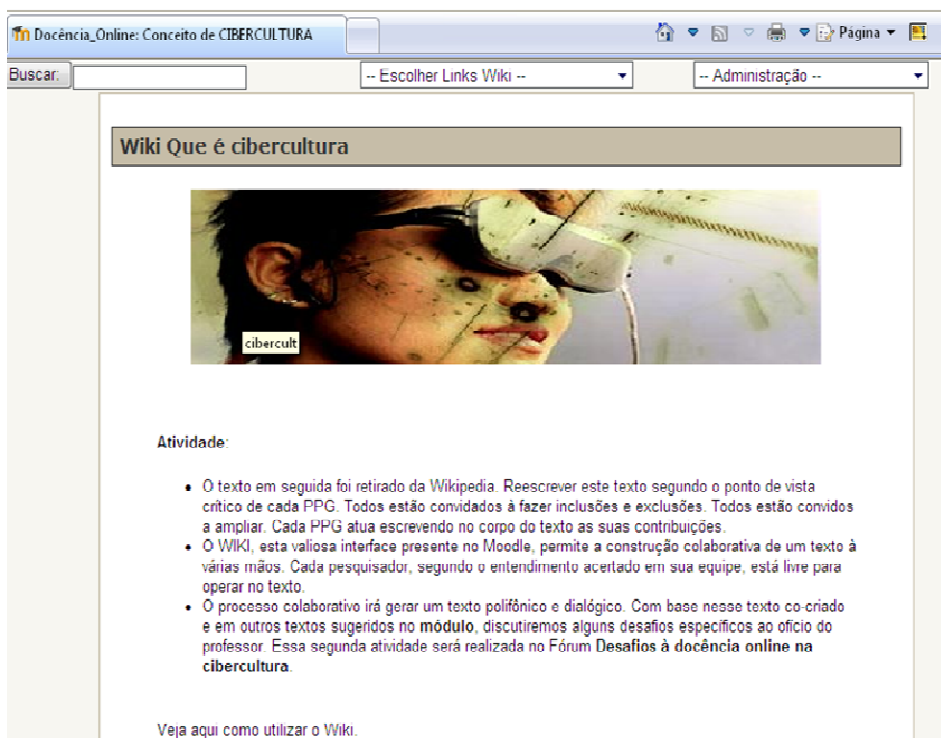 Docência_Online: Conceito de CIBERCULTURA
Página
Buscar:
-- Escolher Links Wiki --
-- Administração --
Wiki Que é cibercultura
cibercult
Atividade:
• O texto em seguida foi retirado da Wikipedia. Reescrever este texto segundo o ponto de vista
crítico de cada PPG. Todos estão convidados à fazer inclusões e exclusões. Todos estão convidos
a ampliar. Cada PPG atua escrevendo no corpo do texto as suas contribuições.
• O WIKI, esta valiosa interface presente no Moodle, permite a construção colaborativa de um texto à
várias mãos. Cada pesquisador, segundo o entendimento acertado em sua equipe, está livre para
operar no texto.
• O processo colaborativo irá gerar um texto polifônico e dialógico. Com base nesse texto co-criado
e em outros textos sugeridos no módulo, discutiremos alguns desafios específicos ao ofício do
professor. Essa segunda atividade será realizada no Fórum Desafios à docência online na
cibercultura.
Veja aqui como utilizar o Wiki.